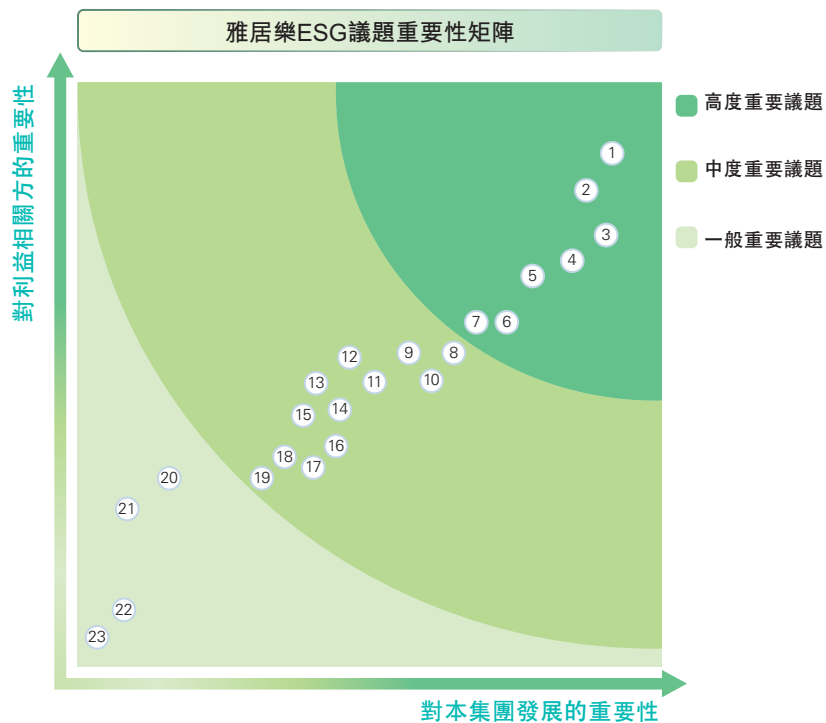 雅居樂ESG議題重要性矩陣
對利益相關方的重要性
高度重要議題
中度重要議題
一般重要議題
1
2
3
4
5
7 6
12 9 8
13 11 10
15 14
16
18 17
19
20
21
22
23
對本集團發展的重要性